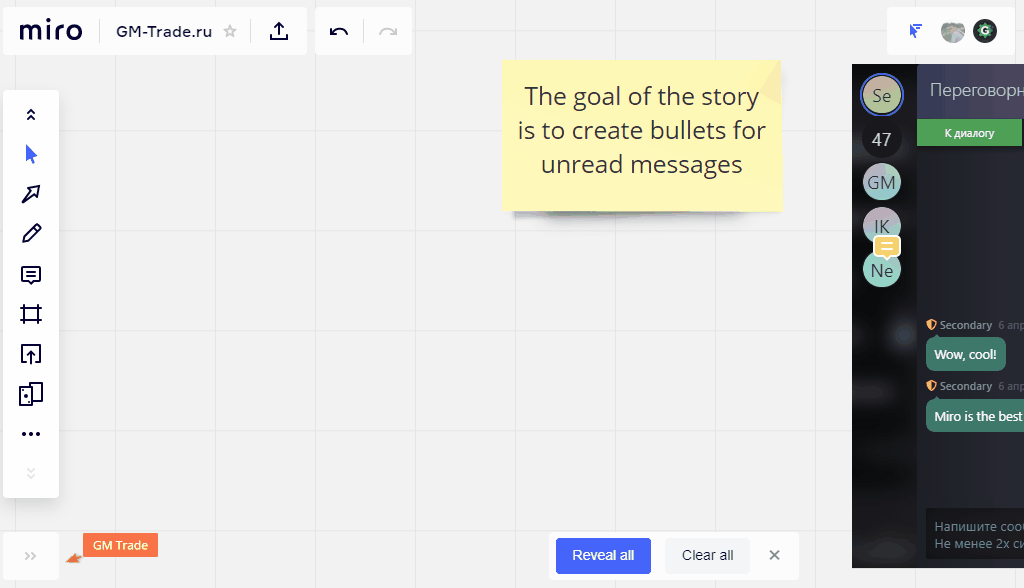 miro
GM-Trade.ru
G
The goal of the story
is to create bullets for
unread messages
Se
47
GM
IK
Ne
Переговорн
К диалогу
Secondary 6 апр
Wow, cool!
Secondary 6 апр
Miro is the best
Напишите сооб
Не менее 2х си
GM Trade
Reveal all
Clear all